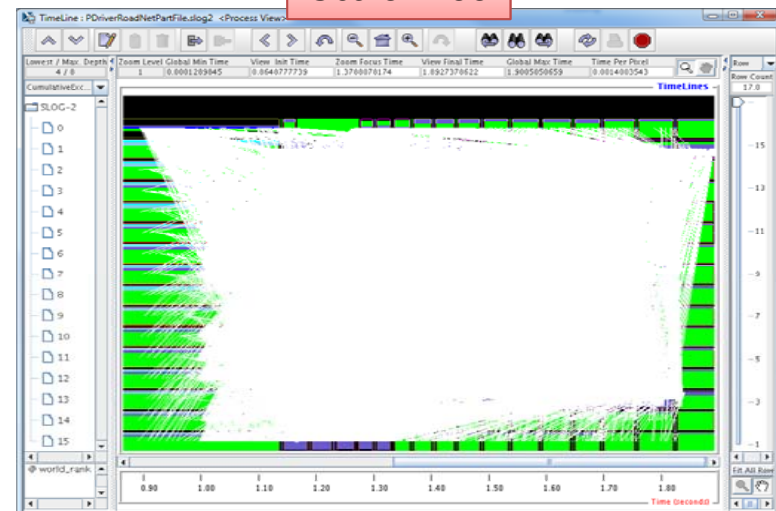 TimeLine : PDriverRoadNetPartFile.slog2 <Process View>
Lowest / Max. Depth Zoom Level Global Min Time View Init Time Zoom Focus Time View Final Time Global Max Time Time Per Pixel Row
4 / 0 1 0.0001289845 0.8640777739 1.3700070174 1.8927370622 1.9005050659 0.0014003543 Row Count
17.0
CumulativeExc...
TimeLines
SLOG-2
0
1
2
3
4
5
6
7
8
9
10
11
12
13
14
15
15
13
11
9
7
5
3
1
world_rank
Fit All Row
0.90 1.00 1.10 1.20 1.30 1.40 1.50 1.60 1.70 1.80
Time (seconds)